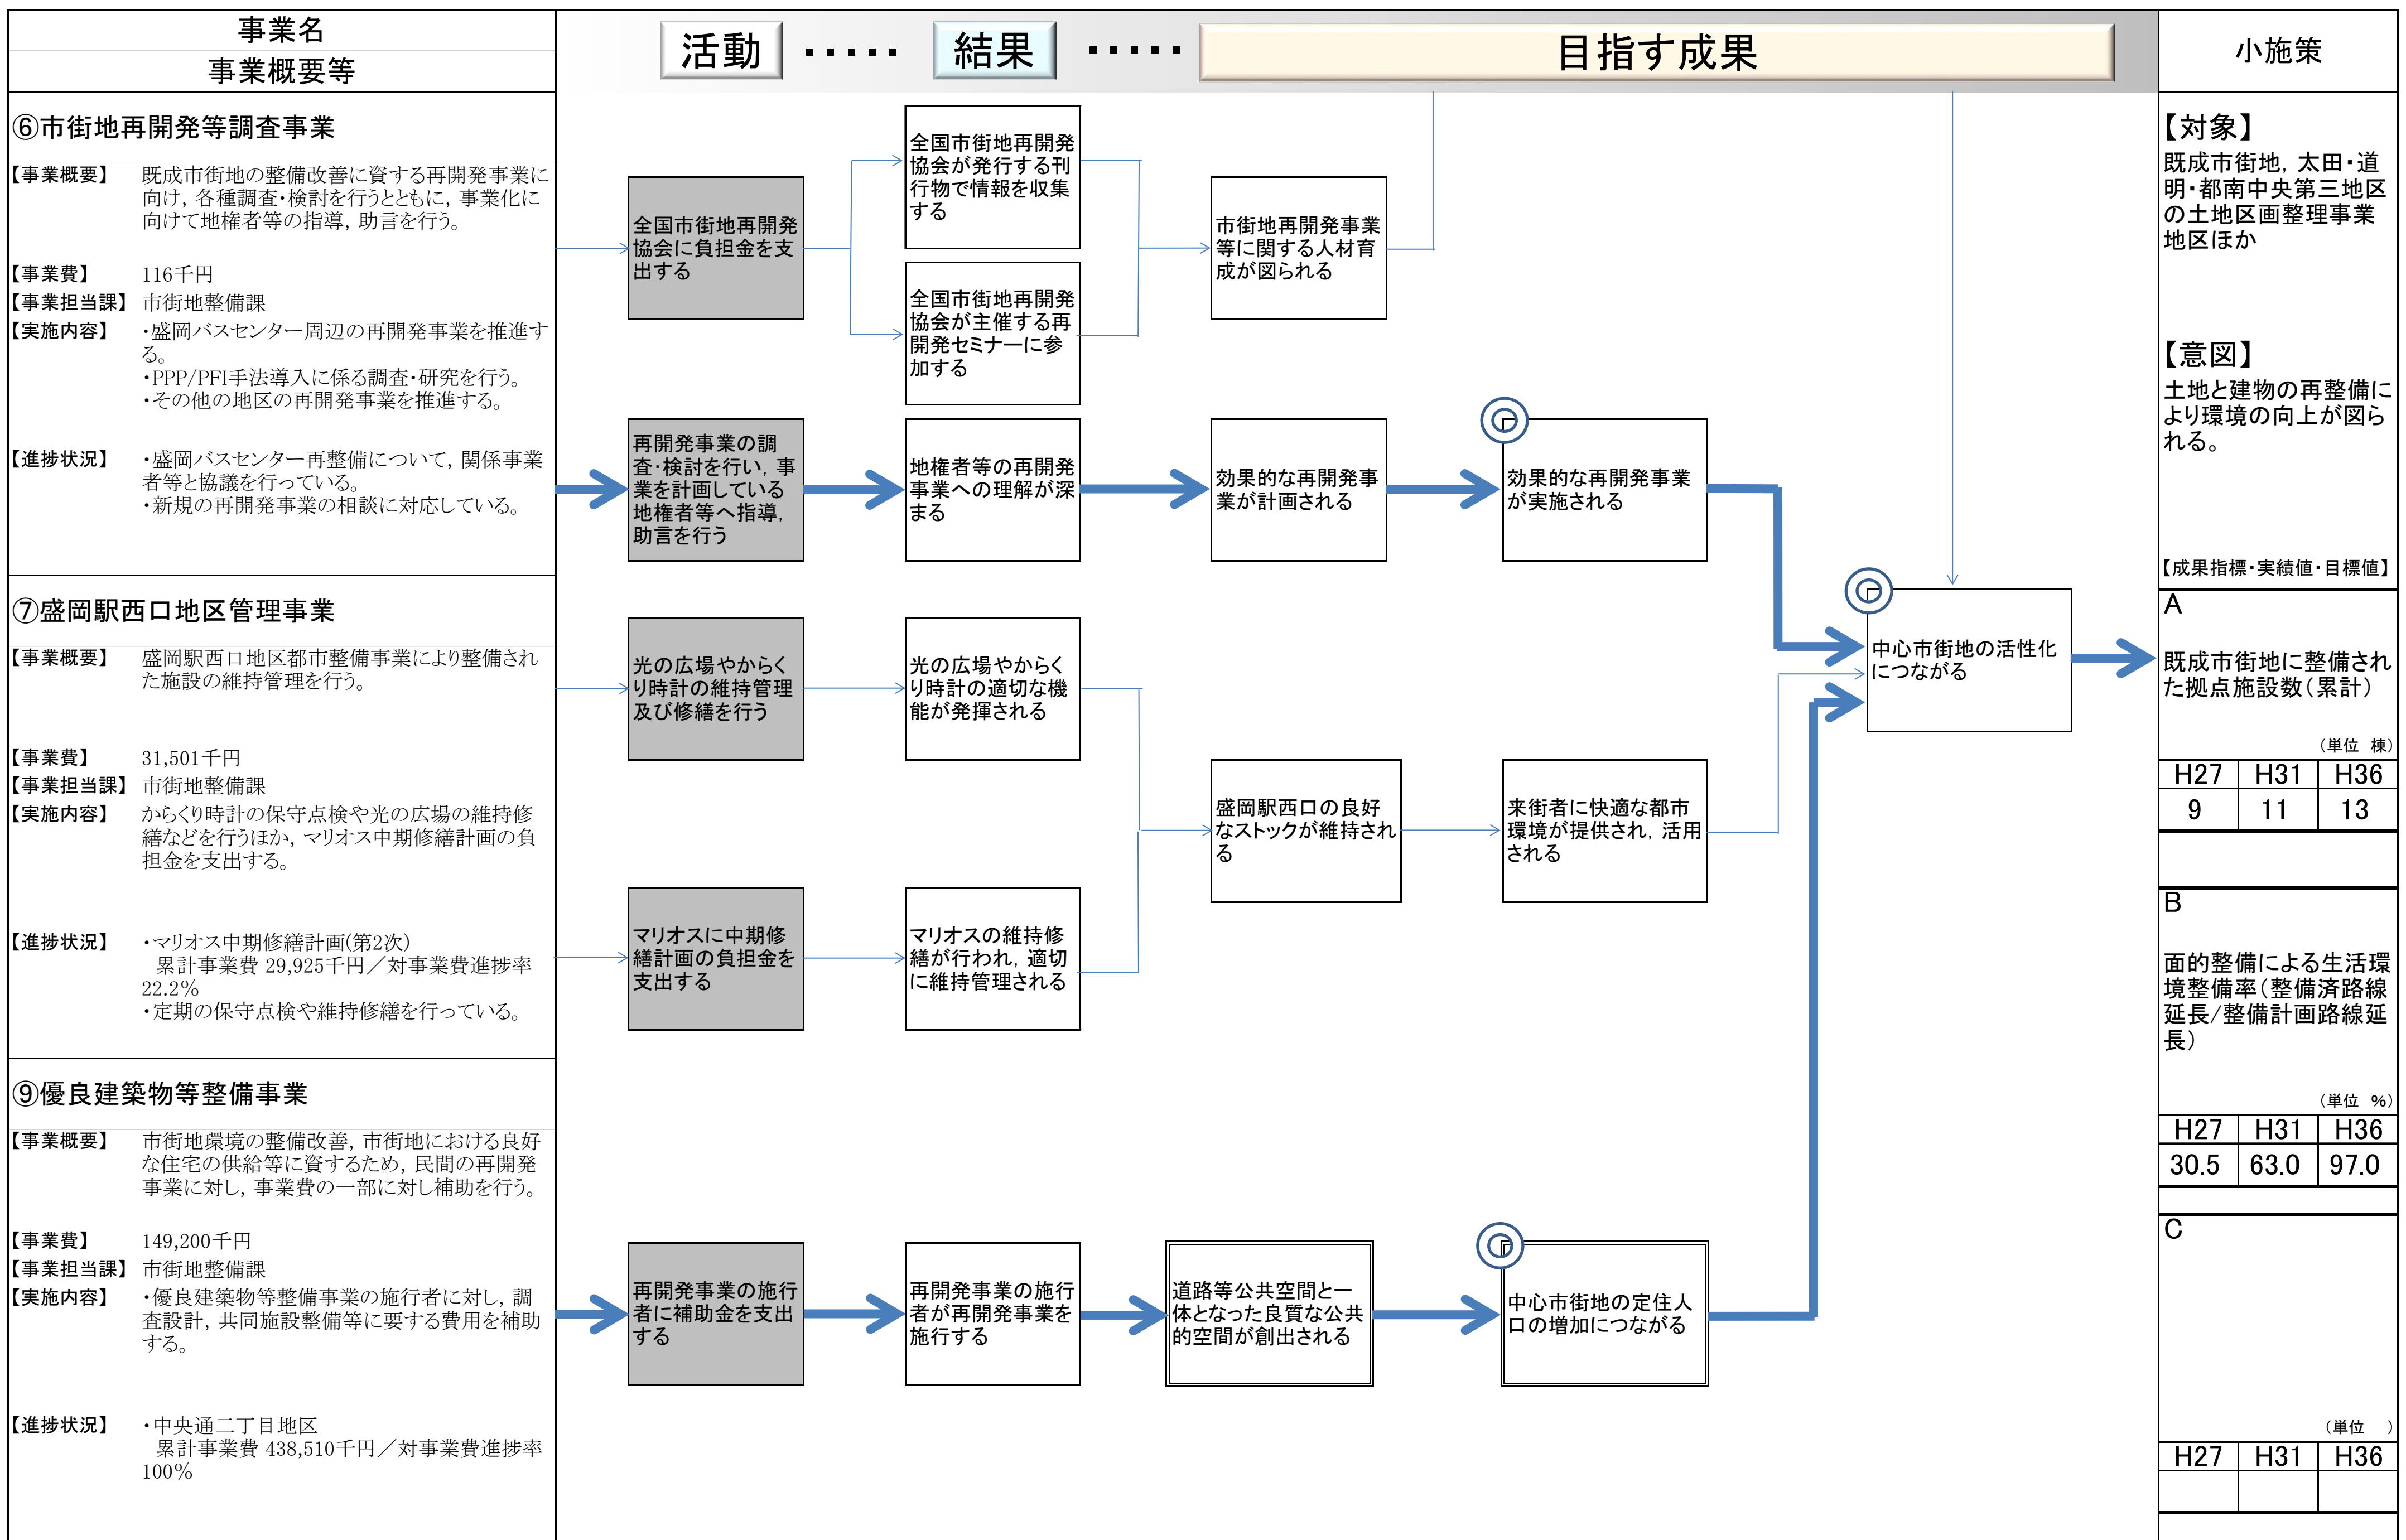 事業名
事業概要等
活動 ・・・・・ 結果 ・・・・・ 目指す成果
小施策
⑥市街地再開発等調査事業
【事業概要】 既成市街地の整備改善に資する再開発事業に
向け，各種調査・検討を行うとともに，事業化に
向けて地権者等の指導，助言を行う。
【事業費】 116千円
【事業担当課】 市街地整備課
【実施内容】 ・盛岡バスセンター周辺の再開発事業を推進す
る。
・PPP/PFI手法導入に係る調査・研究を行う。
・その他の地区の再開発事業を推進する。
【進捗状況】 ・盛岡バスセンター再整備について，関係事業
者等と協議を行っている。
・新規の再開発事業の相談に対応している。
全国市街地再開発
協会に負担金を支
出する
全国市街地再開発
協会が発行する刊
行物で情報を収集
する
全国市街地再開発
協会が主催する再
開発セミナーに参
加する
市街地再開発事業
等に関する人材育
成が図られる
再開発事業の調
査・検討を行い，事
業を計画している
地権者等へ指導，
助言を行う
地権者等の再開発
事業への理解が深
まる
効果的な再開発事
業が計画される
効果的な再開発事業
が実施される
⑦盛岡駅西口地区管理事業
【事業概要】 盛岡駅西口地区都市整備事業により整備され
た施設の維持管理を行う。
【事業費】 31,501千円
【事業担当課】 市街地整備課
【実施内容】 からくり時計の保守点検や光の広場の維持修
繕などを行うほか，マリオス中期修繕計画の負
担金を支出する。
【進捗状況】 ・マリオス中期修繕計画(第2次)
累計事業費 29,925千円／対事業費進捗率
22.2％
・定期の保守点検や維持修繕を行っている。
光の広場やからく
り時計の維持管理
及び修繕を行う
光の広場やからく
り時計の適切な機
能が発揮される
マリオスに中期修
繕計画の負担金を
支出する
マリオスの維持修
繕が行われ，適切
に維持管理される
盛岡駅西口の良好
なストックが維持され
る
来街者に快適な都市
環境が提供され，活用
される
中心市街地の活性化
につながる
⑨優良建築物等整備事業
【事業概要】 市街地環境の整備改善，市街地における良好
な住宅の供給等に資するため，民間の再開発
事業に対し，事業費の一部に対し補助を行う。
【事業費】 149,200千円
【事業担当課】 市街地整備課
【実施内容】 ・優良建築物等整備事業の施行者に対し，調
査設計，共同施設整備等に要する費用を補助
する。
【進捗状況】 ・中央通二丁目地区
累計事業費 438,510千円／対事業費進捗率
100％
再開発事業の施行
者に補助金を支出
する
再開発事業の施行
者が再開発事業を
施行する
道路等公共空間と一
体となった良質な公共
的空間が創出される
中心市街地の定住人
口の増加につながる
【対象】
既成市街地，太田・道
明・都南中央第三地区
の土地区画整理事業
地区ほか
【意図】
土地と建物の再整備に
より環境の向上が図ら
れる。
【成果指標・実績値・目標値】
A
既成市街地に整備され
た拠点施設数（累計）
（単位 棟）
H27 H31 H36
9 11 13
B
面的整備による生活環
境整備率（整備済路線
延長/整備計画路線延
長）
（単位 %）
H27 H31 H36
30.5 63.0 97.0
C
（単位 ）
H27 H31 H36